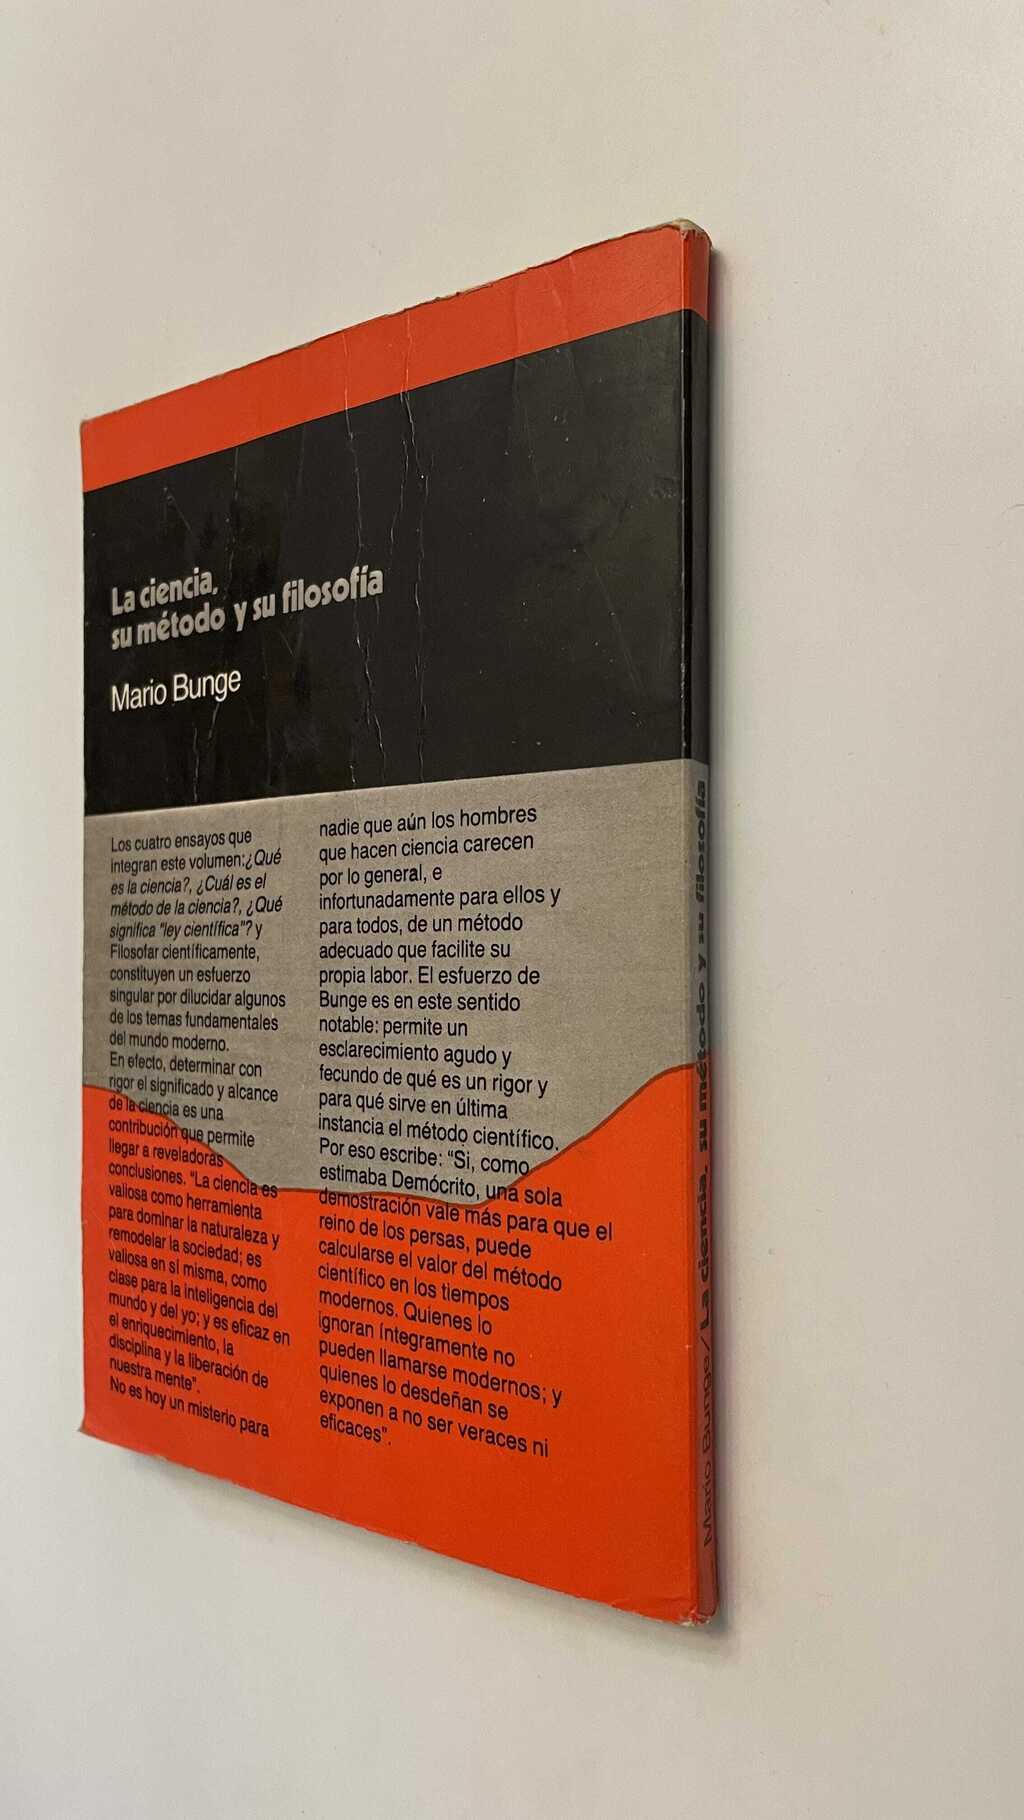 La ciencia,
su método y su filosofía
Mario Bunge
Los cuatro ensayos que
integran este volumen:¿Qué
es la ciencia?, ¿Cuál es el
método de la ciencia?, ¿Qué
significa "ley científica"? y
Filosofar científicamente,
constituyen un esfuerzo
singular por dilucidar algunos
de los temas fundamentales
del mundo moderno.
En efecto, determinar con
rigor el significado y alcance
de la ciencia es una
contribución que permite
llegar a reveladoras
conclusiones. "La ciencia es
valiosa como herramienta
para dominar la naturaleza y
remodelar la sociedad; es
valiosa en sí misma, como
clase para la inteligencia del
mundo y del yo; y es eficaz en
el enriquecimiento, la
disciplina y la liberación de
nuestra mente".
No es hoy un misterio para
nadie que aún los hombres
que hacen ciencia carecen
por lo general, e
infortunadamente para ellos y
para todos, de un método
adecuado que facilite su
propia labor. El esfuerzo de
Bunge es en este sentido
notable: permite un
esclarecimiento agudo y
fecundo de qué es un rigor y
para qué sirve en última
instancia el método científico.
Por eso escribe: "Si, como
estimaba Demócrito, una sola
demostración vale más para que el
reino de los persas, puede
calcularse el valor del método
científico en los tiempos
modernos. Quienes lo
ignoran íntegramente no
pueden llamarse modernos; y
quienes lo desdeñan se
exponen a no ser veraces ni
eficaces".
Mario Bunge/La ciencia, su método y su filosofía